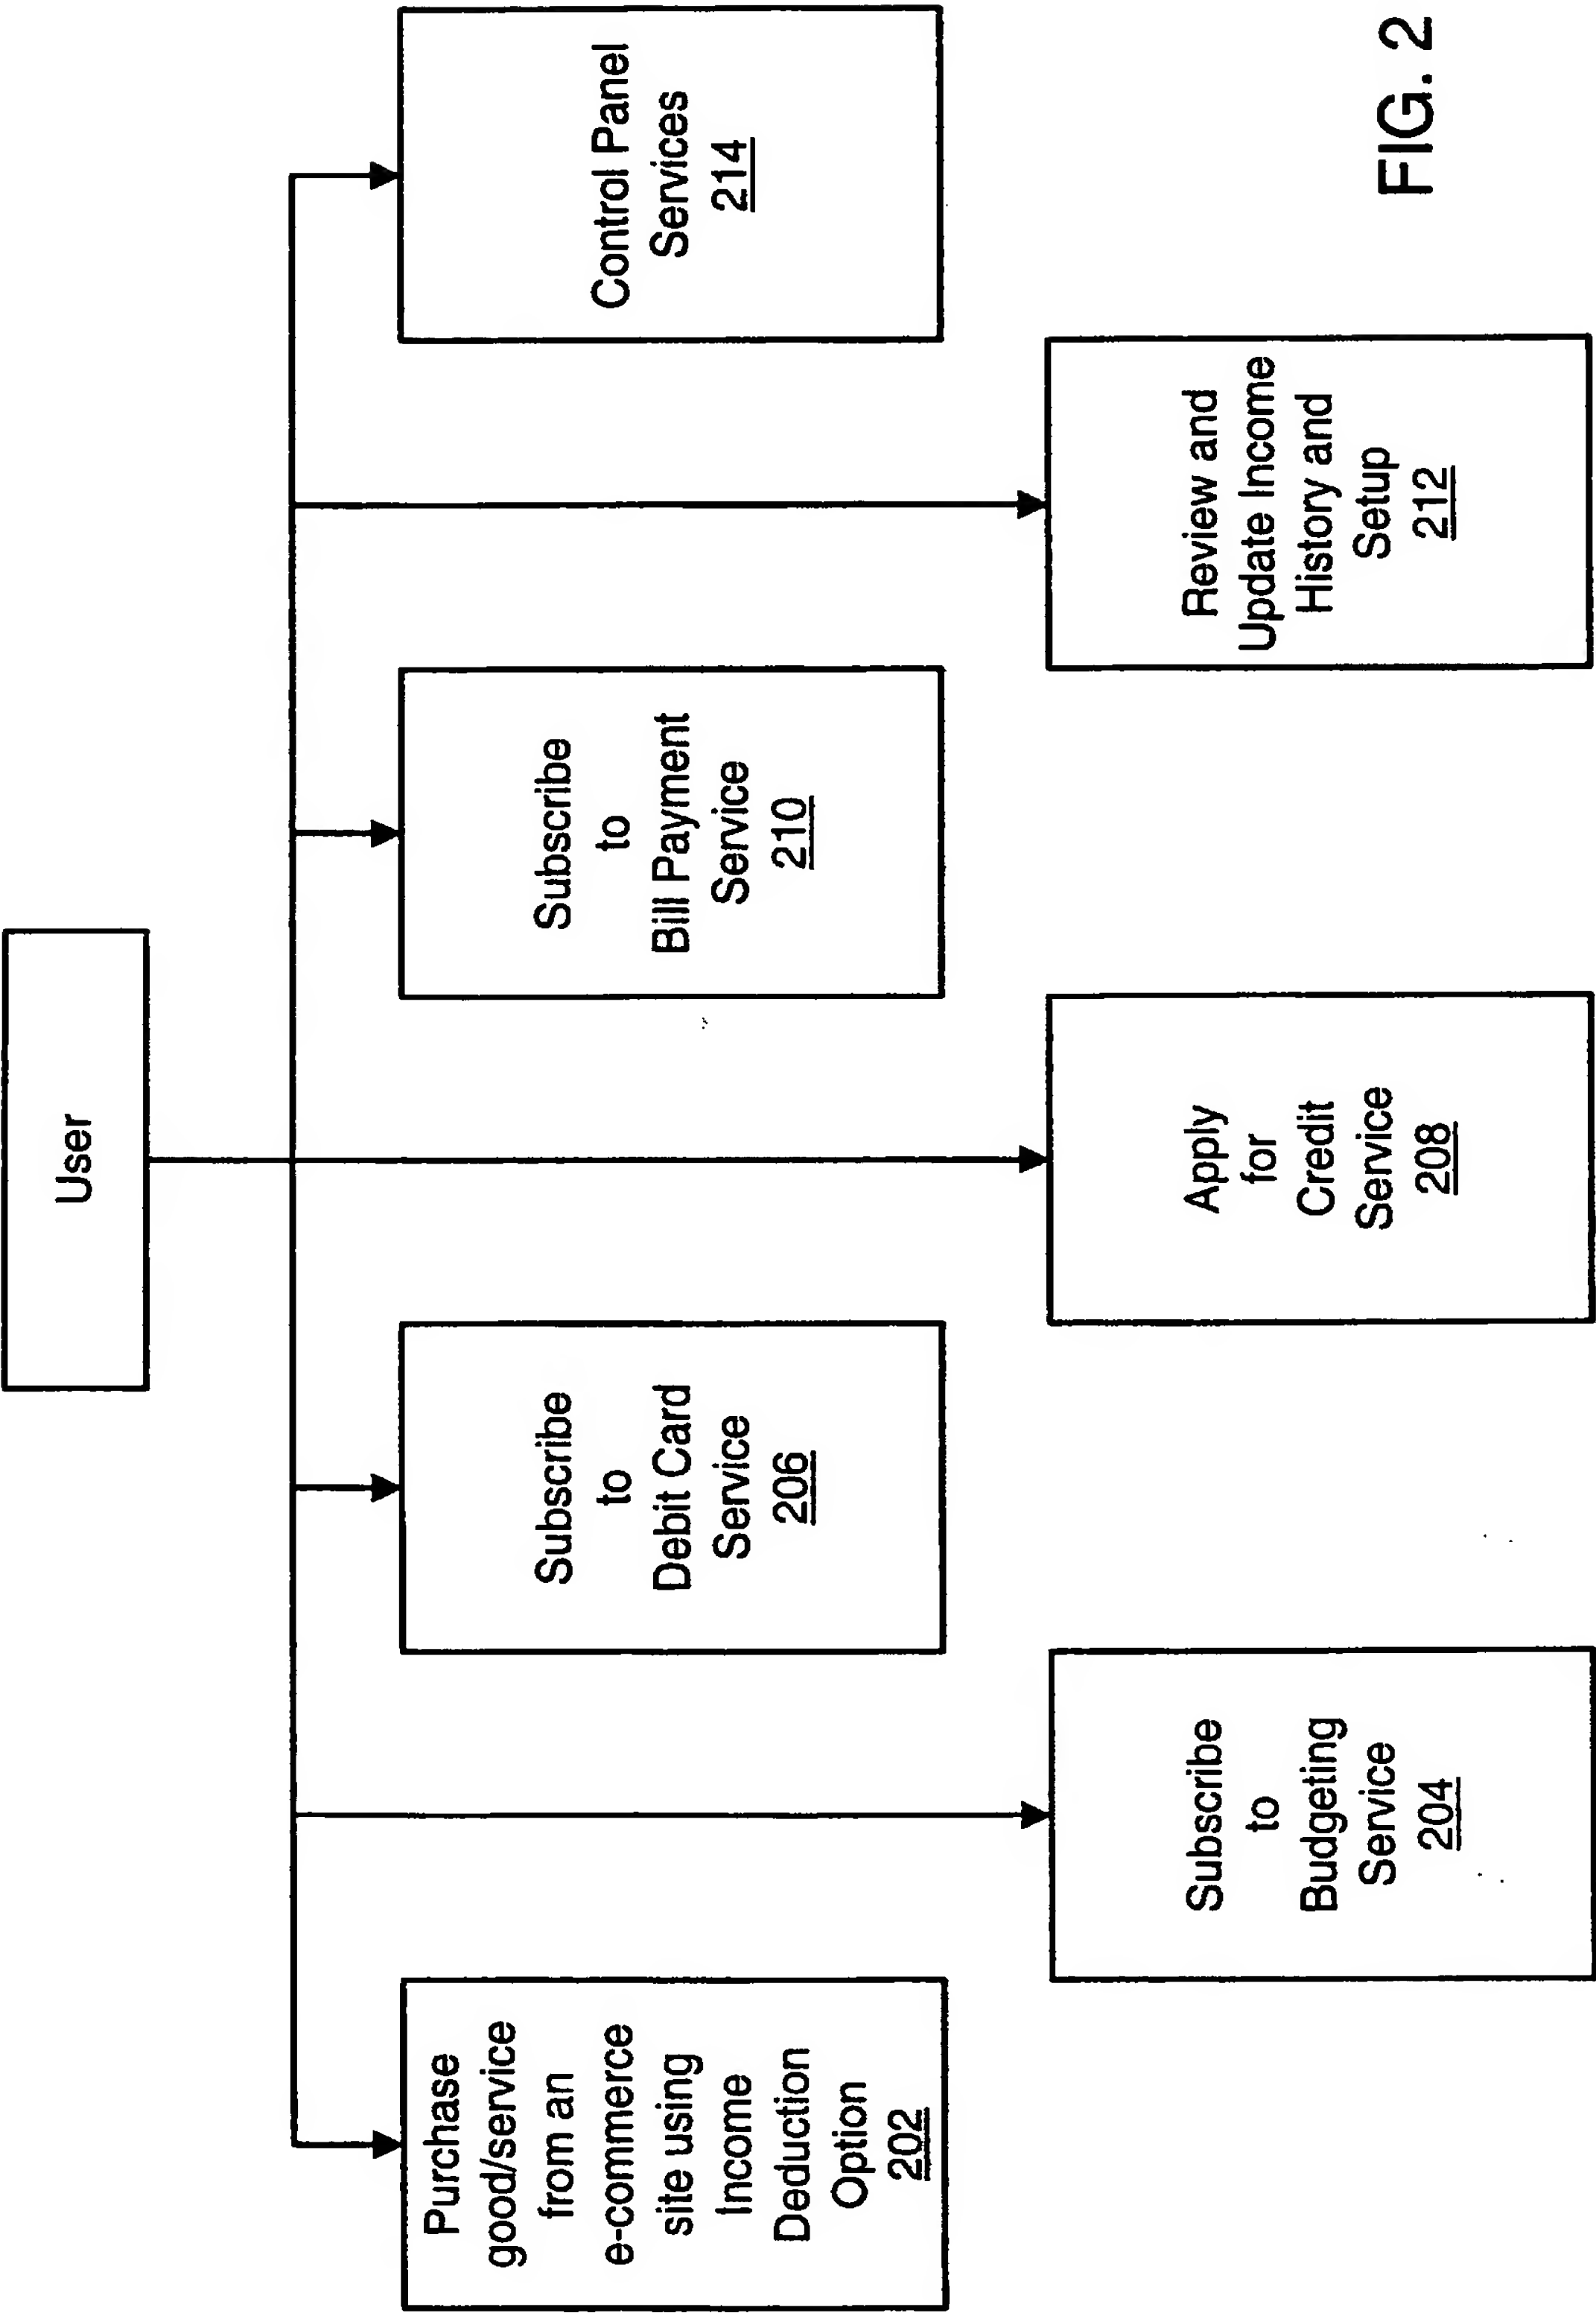 User
Purchase
good/service
from an
e-commerce
site using
Income
Deduction
Option
202
Subscribe
to
Debit Card
Service
206
Subscribe
to
Bill Payment
Service
210
Control Panel
Services
214
Subscribe
to
Budgeting
Service
204
Apply
for
Credit
Service
208
Review and
Update Income
History and
Setup
212
FIG. 2